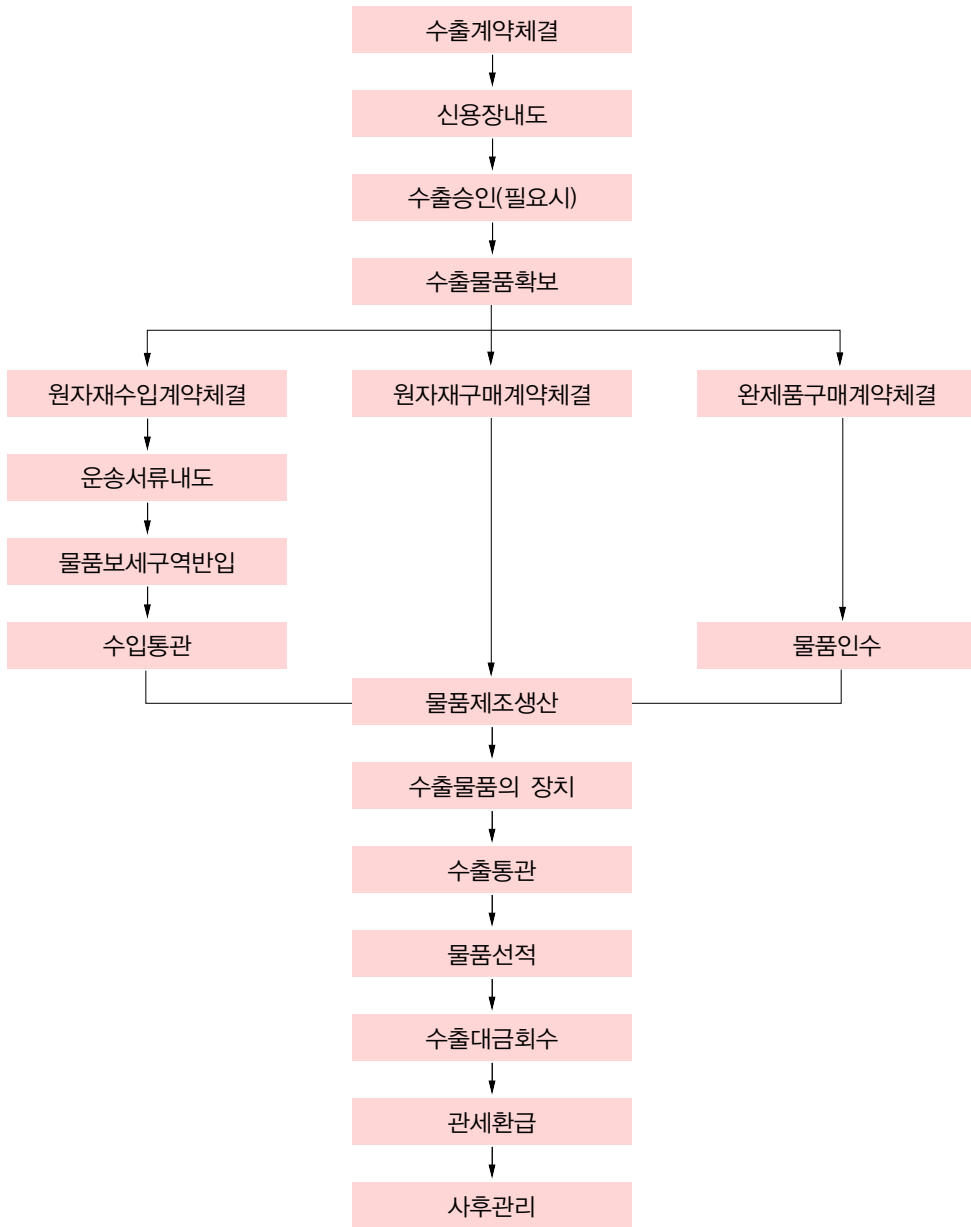 수출계약체결
신용장내도
수출승인(필요시)
수출물품확보
원자재수입계약체결
원자재구매계약체결
완제품구매계약체결
운송서류내도
물품보세구역반입
수입통관
물품인수
물품제조생산
수출물품의 장치
수출통관
물품선적
수출대금회수
관세환급
사후관리